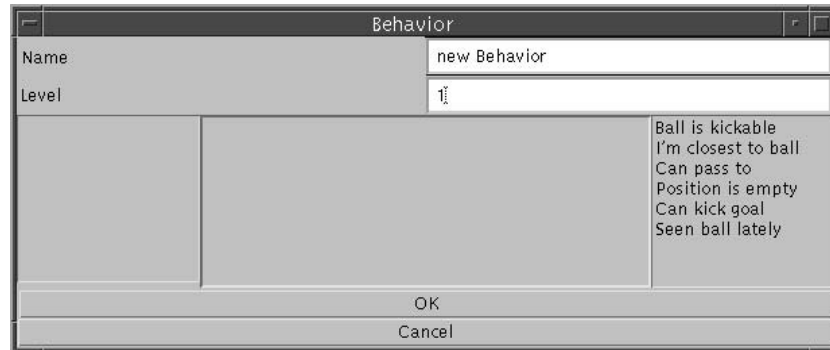 Behavior
Name
new Behavior
Level
1
Ball is kickable
I'm closest to ball
Can pass to
Position is empty
Can kick goal
Seen ball lately
OK
Cancel